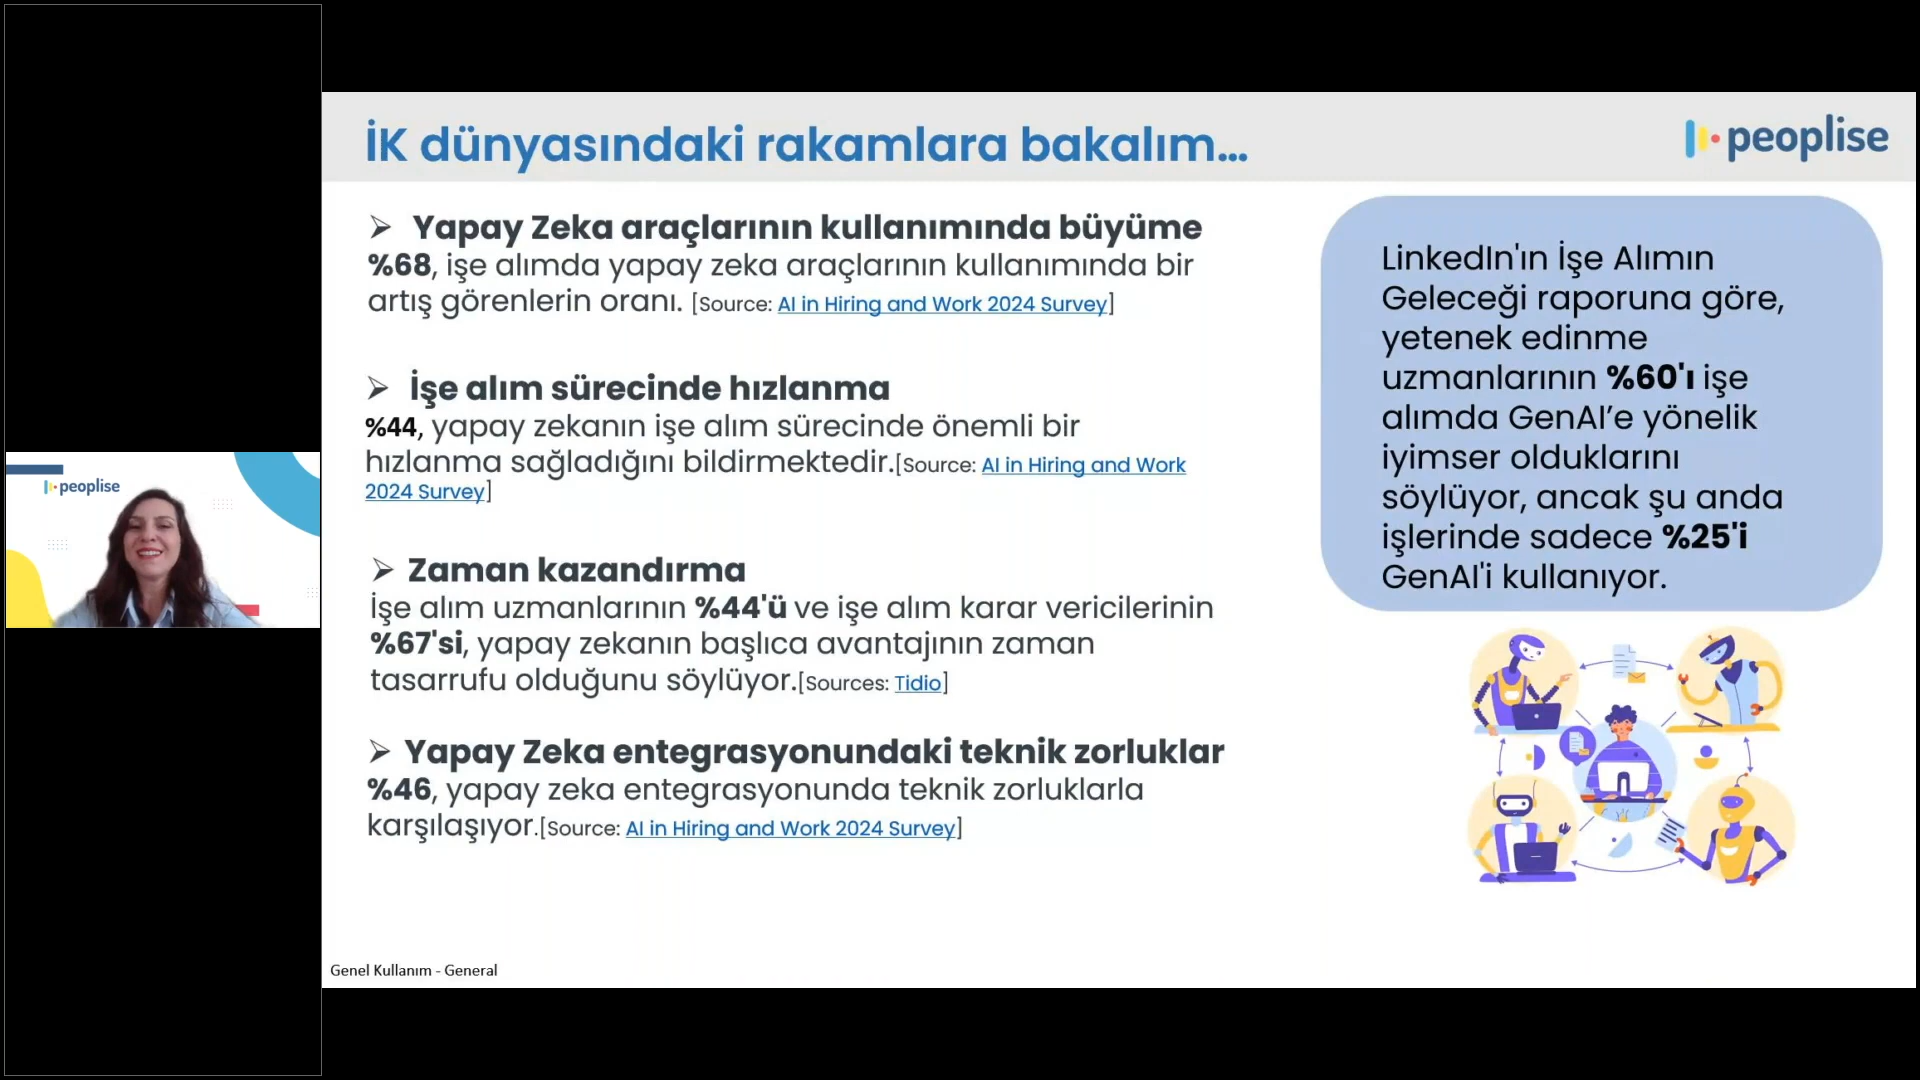 İK dünyasındaki rakamlara bakalım...
peoplise
➢ Yapay Zeka araçlarının kullanımında büyüme
%68, işe alımda yapay zeka araçlarının kullanımında bir
artış görenlerin oranı. [Source: AI in Hiring and Work 2024 Survey]
➢ İşe alım sürecinde hızlanma
%44, yapay zekanın işe alım sürecinde önemli bir
hızlanma sağladığını bildirmektedir.[Source: AI in Hiring and Work
2024 Survey]
➢ Zaman kazandırma
İşe alım uzmanlarının %44'ü ve işe alım karar vericilerinin
%67'si, yapay zekanın başlıca avantajının zaman
tasarrufu olduğunu söylüyor.[Sources: Tidio]
➢ Yapay Zeka entegrasyonundaki teknik zorluklar
%46, yapay zeka entegrasyonunda teknik zorluklarla
karşılaşıyor.[Source: AI in Hiring and Work 2024 Survey]
LinkedIn'ın İşe Alımın
Geleceği raporuna göre,
yetenek edinme
uzmanlarının %60'ı işe
alımda GenAI’e yönelik
iyimser olduklarını
söylüyor, ancak şu anda
işlerinde sadece %25'i
GenAI'i kullanıyor.
Genel Kullanım - General
peoplise